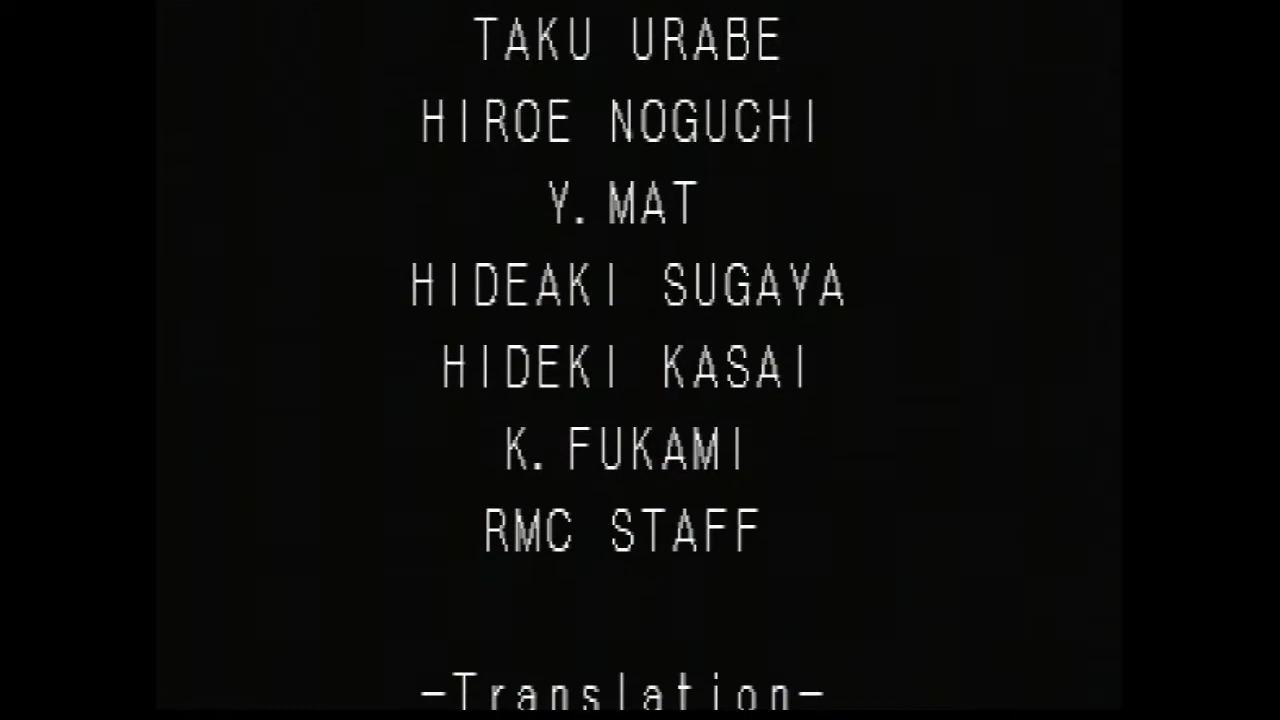 TAKU URABE
HIROE NOGUCHI
Y. MAT
HIDEAKI SUGAYA
HIDEKI KASAI
K. FUKAMI
RMC STAFF
-Translation-